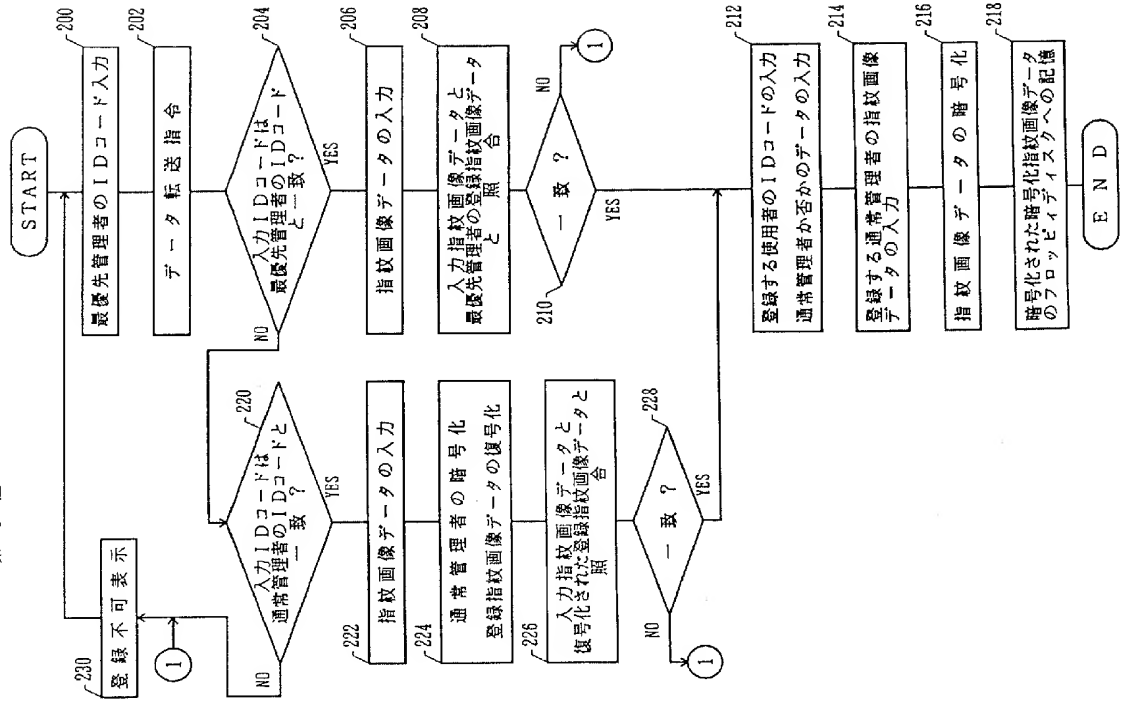 START
200
最優先管理者のIDコード入力
202
データ転送指令
204
入力IDコードは
最優先管理者のIDコード
と一致?
YES
NO
206
指紋画像データの入力
208
入力指紋画像データと
最優先管理者の登録指紋画像データ
と照合
210
一致?
NO
1
YES
212
登録する使用者のIDコードの入力
通常管理者か否かのデータの入力
214
登録する通常管理者の指紋画像
データの入力
216
指紋画像データの暗号化
218
暗号化された暗号化指紋画像データ
のフロッピィディスクへの記憶
END
220
入力IDコードは
通常管理者のIDコードと
一致?
YES
NO
222
指紋画像データの入力
224
通常管理者の暗号化
登録指紋画像データの復号化
226
入力指紋画像データと
復号化された登録指紋画像データと
照合
228
一致?
YES
NO
1
230
登録不可表示
1